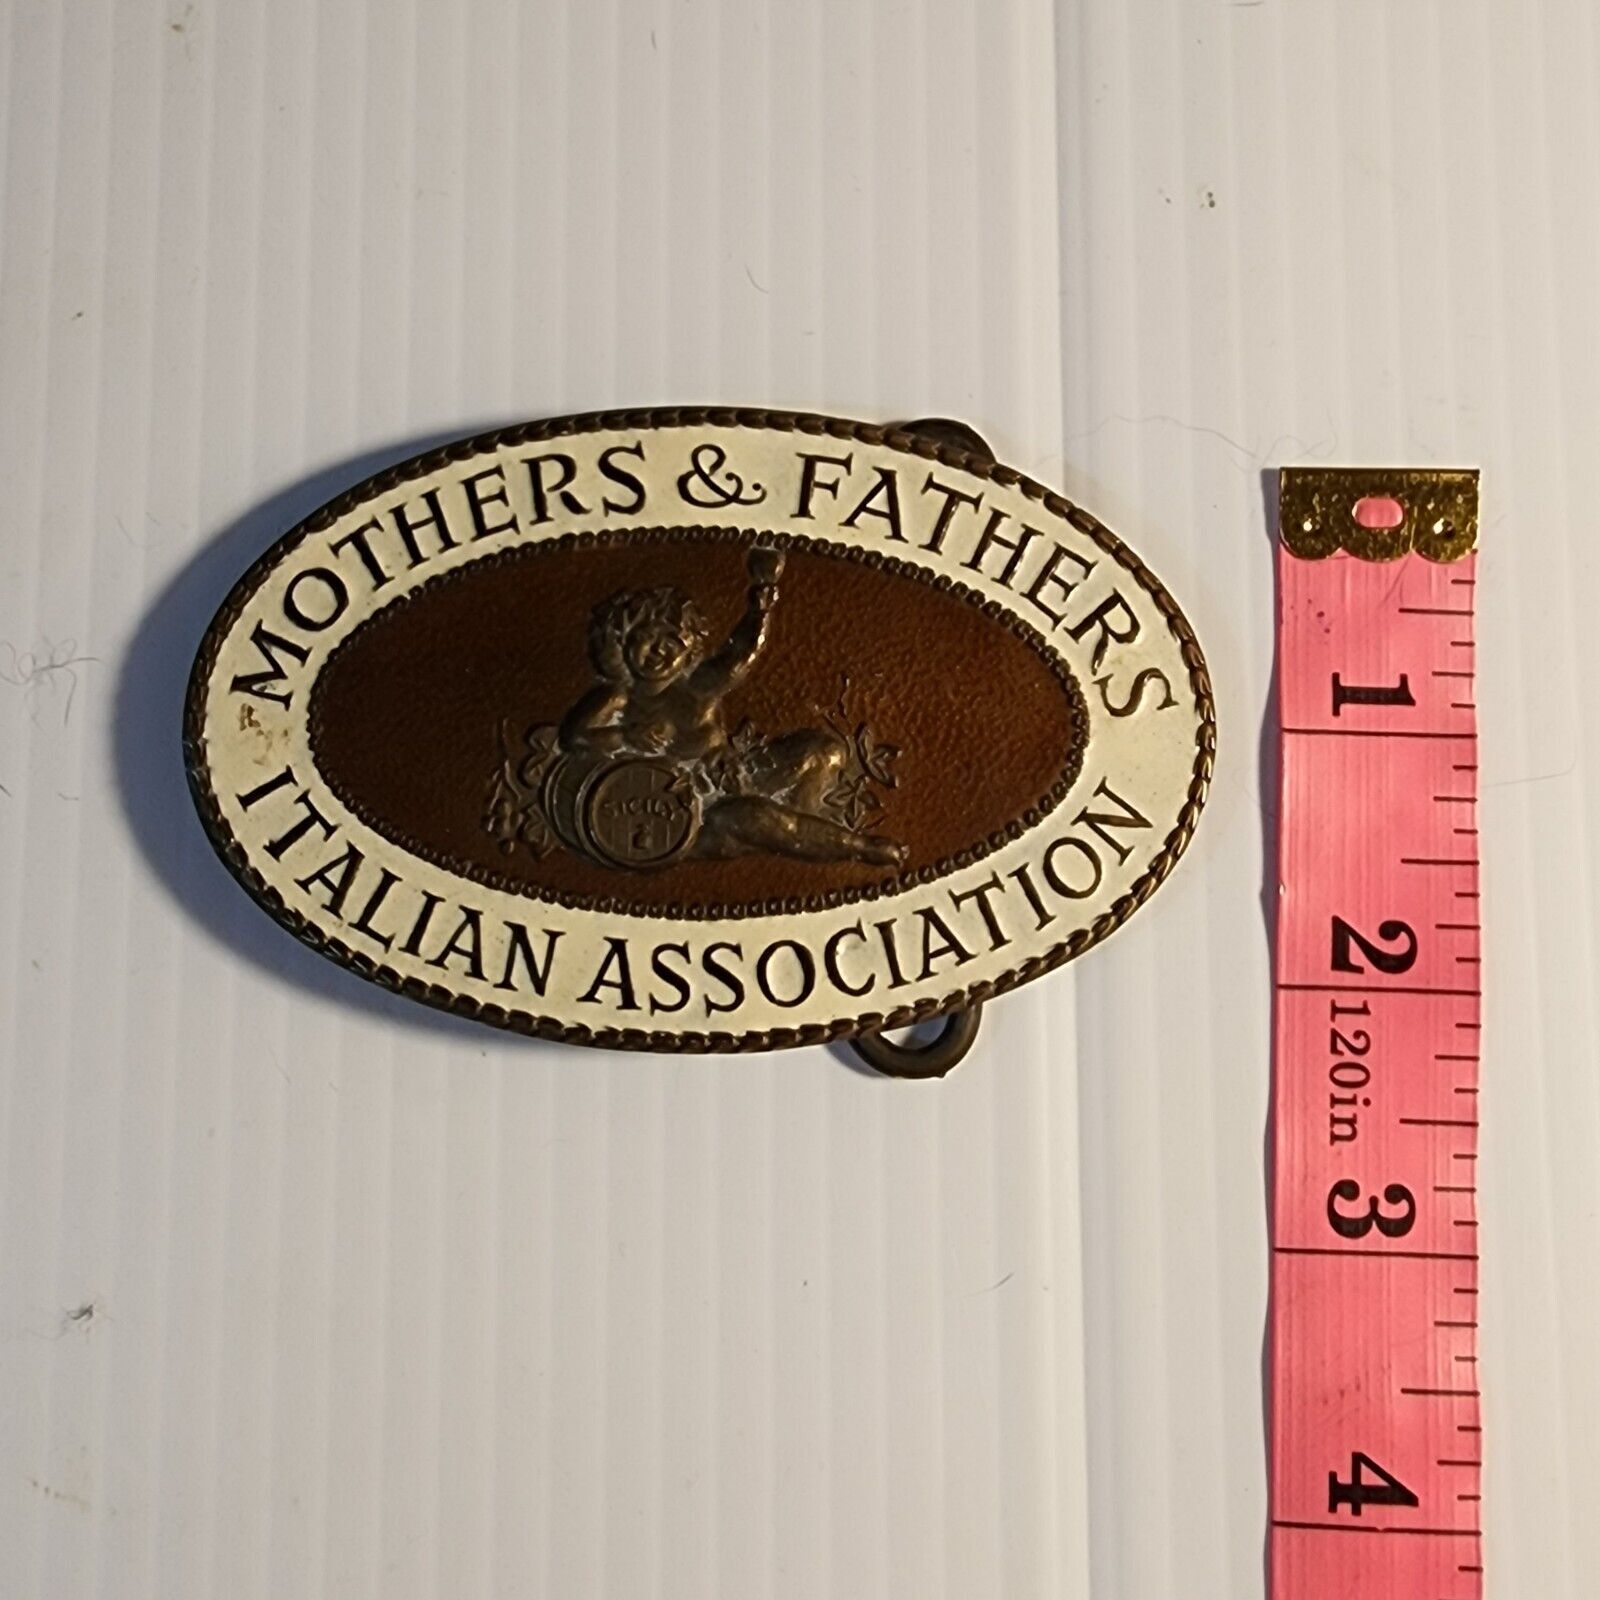 MOTHERS & FATHERS
ITALIAN ASSOCIATION
SICILY
1
2
120in
3
4